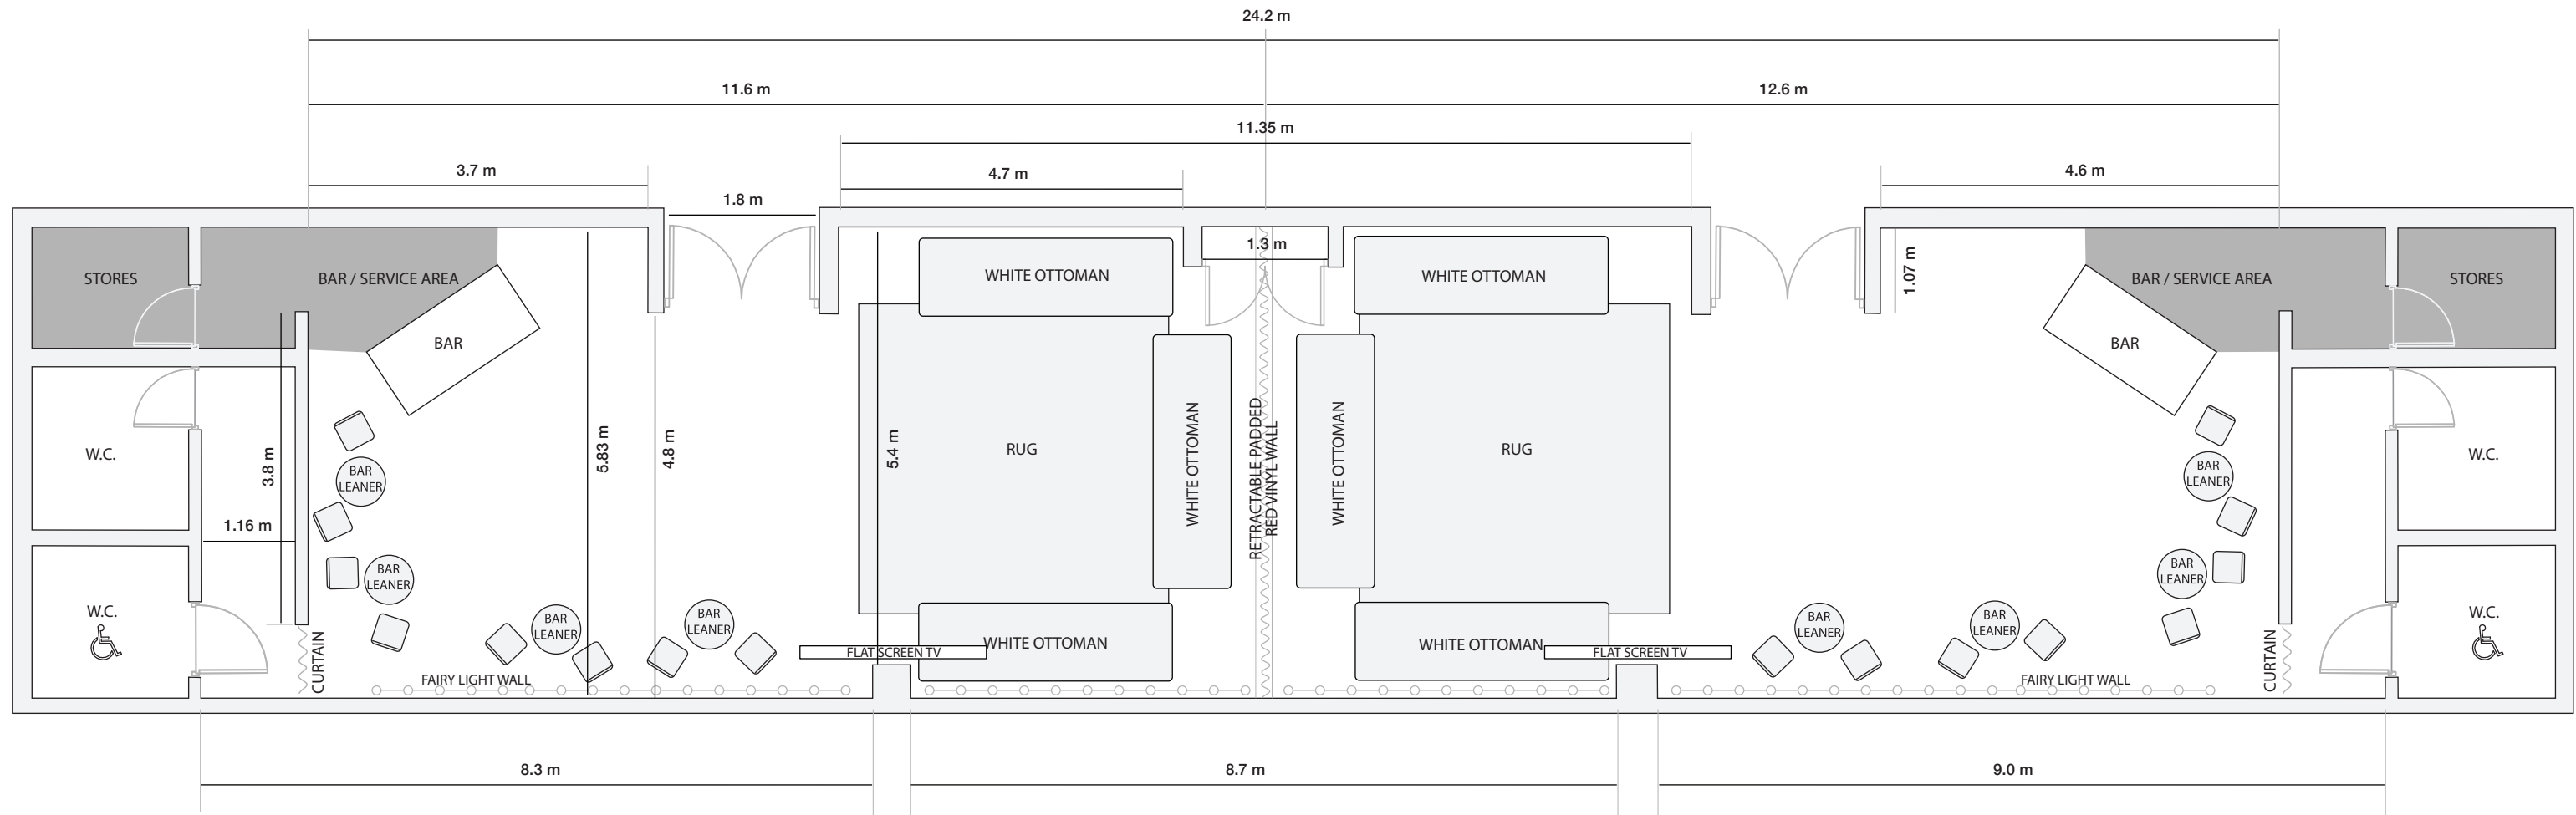 24.2 m
11.6 m
12.6 m
11.35 m
3.7 m
4.7 m
4.6 m
1.8 m
1.3 m
1.07 m
STORES
BAR / SERVICE AREA
WHITE OTTOMAN
WHITE OTTOMAN
BAR / SERVICE AREA
STORES
BAR
BAR
W.C.
3.8 m
5.83 m
4.8 m
5.4 m
RUG
WHITE OTTOMAN
RETRACTABLE PADDED
RED VINYL WALL
WHITE OTTOMAN
RUG
W.C.
BAR
LEANER
BAR
LEANER
1.16 m
BAR
LEANER
BAR
LEANER
W.C.
BAR
LEANER
BAR
LEANER
BAR
LEANER
BAR
LEANER
W.C.
WHITE OTTOMAN
WHITE OTTOMAN
FLAT SCREEN TV
FLAT SCREEN TV
CURTAIN
FAIRY LIGHT WALL
FAIRY LIGHT WALL
CURTAIN
8.3 m
8.7 m
9.0 m